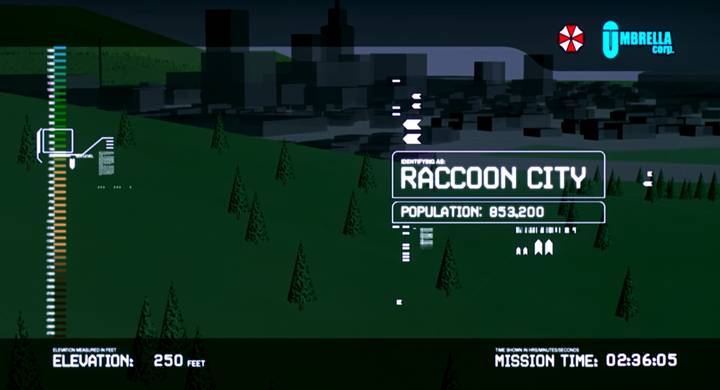 UMBRELLA
corp.
IDENTIFYING AS:
RACCOON CITY
POPULATION: 853,200
ELEVATION MEASURED IN FEET
ELEVATION: 250 FEET
TIME SHOWN IN HRS/MINUTES/SECONDS
MISSION TIME: 02:36:05